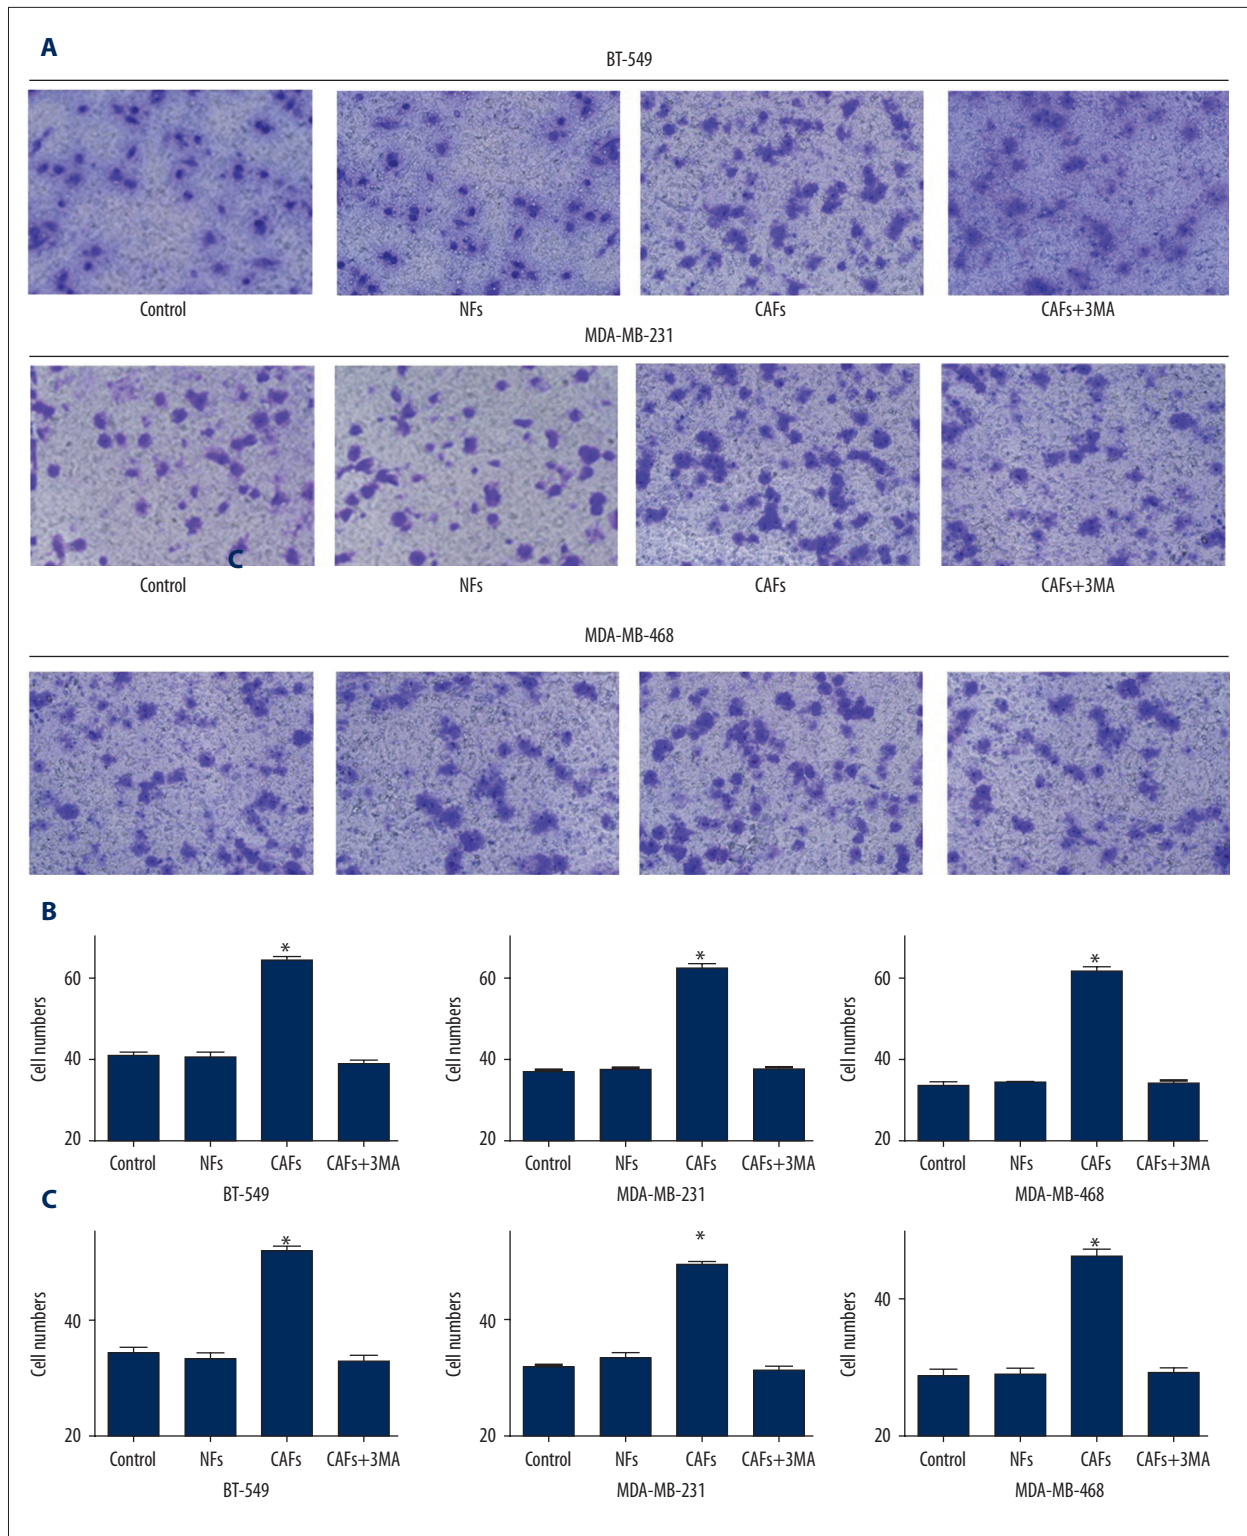 A
BT-549
Control NFs CAFs CAFs+3MA
MDA-MB-231
C
Control NFs CAFs CAFs+3MA
MDA-MB-468
B
Cell numbers
60
40
20
*
Control NFs CAFs CAFs+3MA
BT-549
Cell numbers
60
40
20
*
Control NFs CAFs CAFs+3MA
MDA-MB-231
Cell numbers
60
40
20
*
Control NFs CAFs CAFs+3MA
MDA-MB-468
C
Cell numbers
40
20
*
Control NFs CAFs CAFs+3MA
BT-549
Cell numbers
40
20
*
Control NFs CAFs CAFs+3MA
MDA-MB-231
Cell numbers
40
20
*
Control NFs CAFs CAFs+3MA
MDA-MB-468